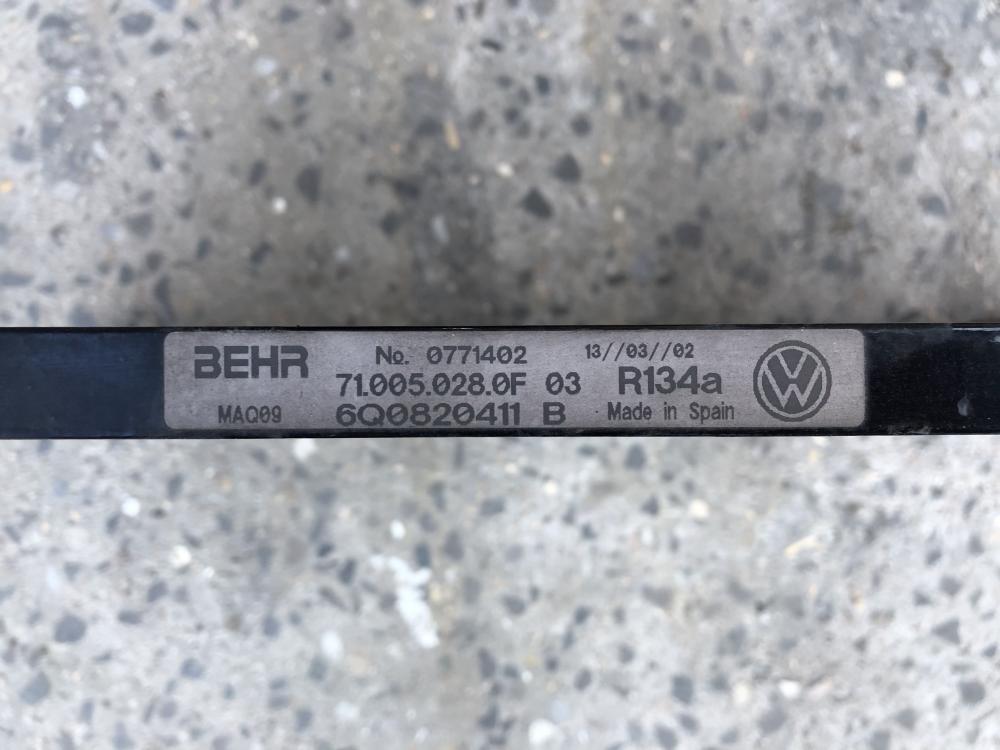 BEHR No. 0771402 13//03//02
71.005.028.0F 03 R134a
MAQ09 6Q0820411 B Made in Spain